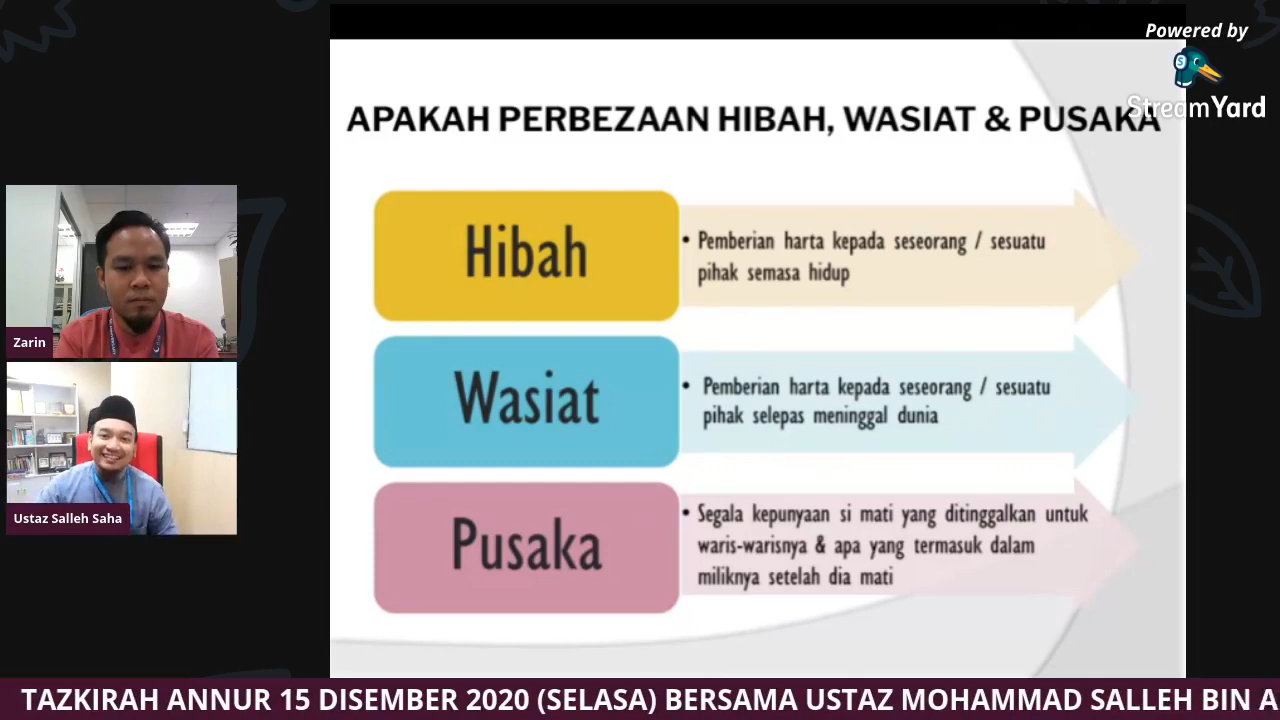 Powered by
StreamYard
APAKAH PERBEZAAN HIBAH, WASIAT & PUSAKA
Hibah
• Pemberian harta kepada seseorang / sesuatu
pihak semasa hidup
Wasiat
• Pemberian harta kepada seseorang / sesuatu
pihak selepas meninggal dunia
Pusaka
• Segala kepunyaan si mati yang ditinggalkan untuk
waris-warisnya & apa yang termasuk dalam
miliknya setelah dia mati
Zarin
Ustaz Salleh Saha
TAZKIRAH ANNUR 15 DISEMBER 2020 (SELASA) BERSAMA USTAZ MOHAMMAD SALLEH BIN A